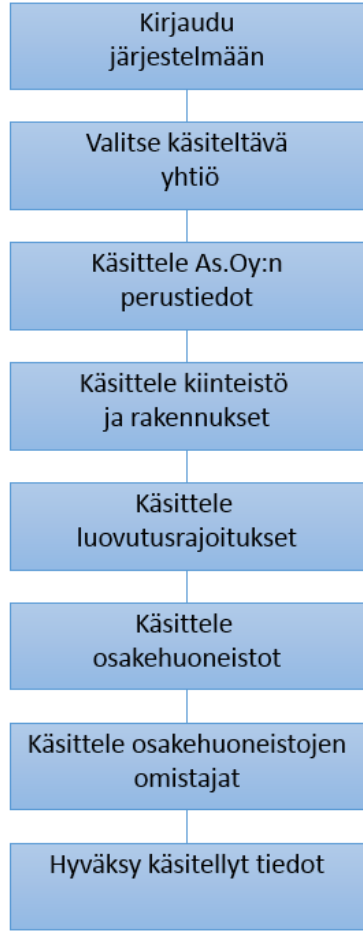 Kirjaudu
järjestelmään
Valitse käsiteltävä
yhtiö
Käsittele As.Oy:n
perustiedot
Käsittele kiinteistö
ja rakennukset
Käsittele
luovutusrajoitukset
Käsittele
osakehuoneistot
Käsittele osakehuoneistojen
omistajat
Hyväksy käsitellyt tiedot